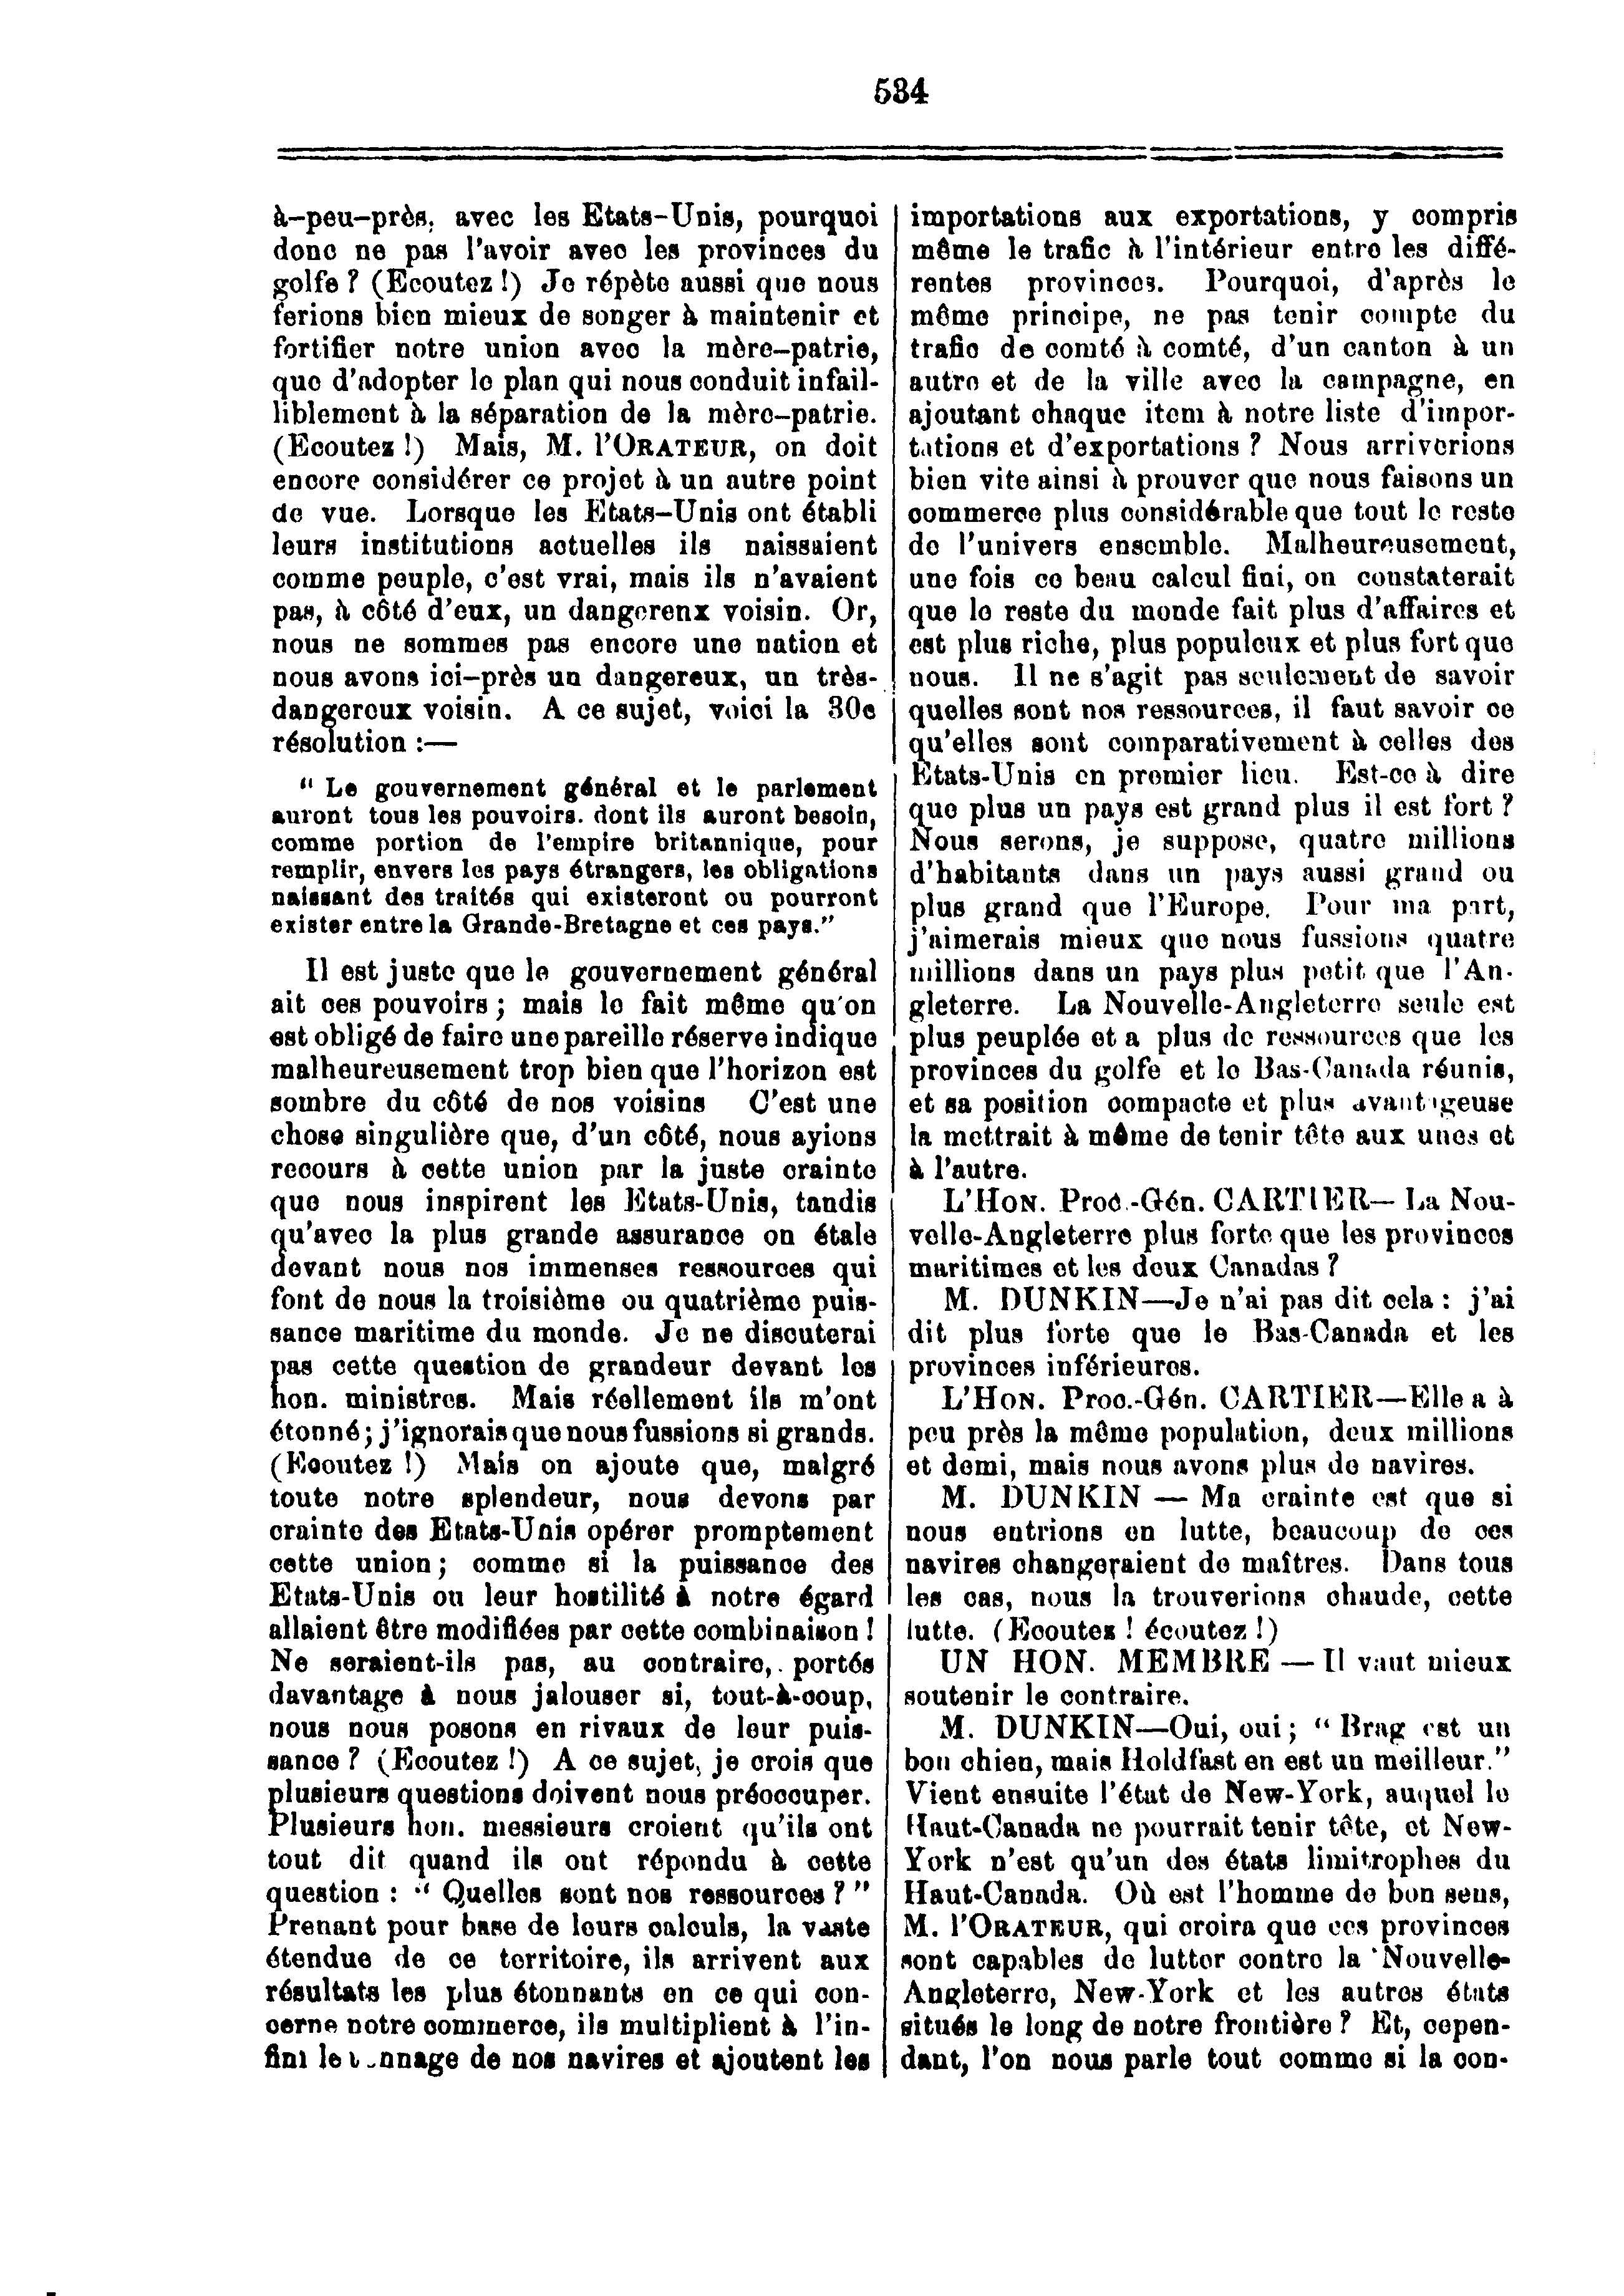 534
à-peu-près, avec les Etats-Unis, pourquoi
donc ne pas l'avoir avec les provinces du
golfe ? (Ecoutez !) Je répète aussi que nous
ferions bien mieux de songer à maintenir et
fortifier notre union avec la mère-patrie,
que d'adopter le plan qui nous conduit infail-
liblement à la séparation de la mère-patrie.
(Ecoutez !) Mais, M. l'ORATEUR, on doit
encore considérer ce projet à un autre point
de vue. Lorsque les Etats-Unis ont établi
leurs institutions actuelles ils naissaient
comme peuple, c'est vrai, mais ils n'avaient
pas, à côté d'eux, un dangereux voisin. Or,
nous ne sommes pas encore une nation et
nous avons ici-près un dangereux, un très-
dangereux voisin. A ce sujet, voici la 30e
résolution :—
" Le gouvernement général et le parlement
auront tous les pouvoirs. dont ils auront besoin,
comme portion de l'empire britannique, pour
remplir, envers les pays étrangers, les obligations
naissant des traités qui existeront ou pourront
exister entre la Grande-Bretagne et ces pays."
Il est juste que le gouvernement général
ait ces pouvoirs ; mais le fait même qu'on
est obligé de faire une pareille réserve indique
malheureusement trop bien que l'horizon est
sombre du côté de nos voisins C'est une
chose singulière que, d'un côté, nous ayions
recours à cette union par la juste crainte
que nous inspirent les Etats-Unis, tandis
qu'avec la plus grande assurance on étale
devant nous nos immenses ressources qui
font de nous la troisième ou quatrième puis-
sance maritime du monde. Je ne discuterai
pas cette question de grandeur devant les
hon. ministres. Mais réellement ils m'ont
étonné ; j'ignorais que nous fussions si grands.
(Ecoutez !) Mais on ajoute que, malgré
toute notre splendeur, nous devons par
crainte des Etats-Unis opérer promptement
cette union ; comme si la puissance des
Etats-Unis ou leur hostilité à notre égard
allaient être modifiées par cette combinaison !
Ne seraient-ils pas, au contraire, portés
davantage à nous jalouser si, tout-à-coup,
nous nous posons en rivaux de leur puis-
sance ? (Ecoutez !) A ce sujet, je crois que
plusieurs questions doivent nous préoccuper.
Plusieurs hon. messieurs croient qu'ils ont
tout dit quand ils ont répondu à cette
question : " Quelles sont nos ressources ? "
Prenant pour base de leurs calculs, la vaste
étendue de ce territoire, ils arrivent aux
résultats les plus étonnants en ce qui con-
cerne notre commerce, ils multiplient à l'in-
fini le tonnage de nos navires et ajoutent les
importations aux exportations, y compris
même le trafic à l'intérieur entre les diffé-
rentes provinces. Pourquoi, d'après le
même principe, ne pas tenir compte du
trafic de comté à comté, d'un canton à un
autre et de la ville avec la campagne, en
ajoutant chaque item à notre liste d'impor-
tations et d'exportations ? Nous arriverions
bien vite ainsi à prouver que nous faisons un
commerce plus considérable que tout le reste
de l'univers ensemble. Malheureusement,
une fois ce beau calcul fini, on constaterait
que le reste du monde fait plus d'affaires et
est plus riche, plus populeux et plus fort que
nous. Il ne s'agit pas seulement de savoir
quelles sont nos ressources, il faut savoir ce
qu'elles sont comparativement à celles des
Etats-Unis en premier lieu. Est-ce à dire
que plus un pays est grand plus il est fort ?
Nous serons, je suppose, quatre millions
d'habitants dans un pays aussi grand ou
plus grand que l'Europe. Pour ma part,
j'aimerais mieux que nous fussions quatre
millions dans un pays plus petit que l'An-
gleterre. La Nouvelle-Angleterre seule est
plus peuplée et a plus de ressources que les
provinces du golfe et le Bas-Canada réunis,
et sa position compacte et plus avantageuse
la mettrait à même de tenir tête aux unes et
à l'autre.
L'HON. Proc.-Gén. CARTIER— La Nou-
velle-Angleterre plus forte que les provinces
maritimes et les deux Canadas ?
M. DUNKIN—Je n'ai pas dit cela : j'ai
dit plus forte que le Bas-Canada et les
provinces inférieures.
L'HON. Proc.-Gén. CARTIER—Elle a à
peu près la même population, deux millions
et demi, mais nous avons plus de navires.
M. DUNKIN — Ma crainte est que si
nous entrions en lutte, beaucoup de ces
navires changeraient de maîtres. Dans tous
les cas, nous la trouverions chaude, cette
lutte. (Ecoutez ! écoutez !)
UN HON. MEMBRE — Il vaut mieux
soutenir le contraire.
M. DUNKIN—Oui, oui ; " Brag est un
bon chien, mais Holdfast en est un meilleur."
Vient ensuite l'état de New-York, auquel le
Haut-Canada ne pourrait tenir tête, et New-
York n'est qu'un des états limitrophes du
Haut-Canada. Où est l'homme de bon sens,
M. l'ORATEUR, qui croira que ces provinces
sont capables de lutter contre la Nouvelle-
Angleterre, New-York et les autres états
situés le long de notre frontière ? Et, cepen-
dant, l'on nous parle tout comme si la con-